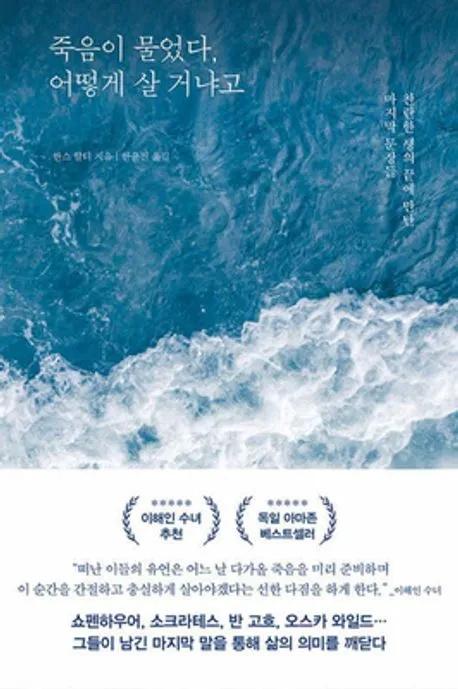 죽음이 물었다,
어떻게 살 거냐고
찬란한 생의 끝에 만난
마지막 문장들
한스 할터 지음 | 한윤진 옮김
이해인 수녀
추천
독일 아마존
베스트셀러
"떠난 이들의 유언은 어느 날 다가올 죽음을 미리 준비하며
이 순간을 간절하고 충실하게 살아야겠다는 선한 다짐을 하게 한다."_이해인 수녀
쇼펜하우어, 소크라테스, 반 고흐, 오스카 와일드…
그들이 남긴 마지막 말을 통해 삶의 의미를 깨닫다